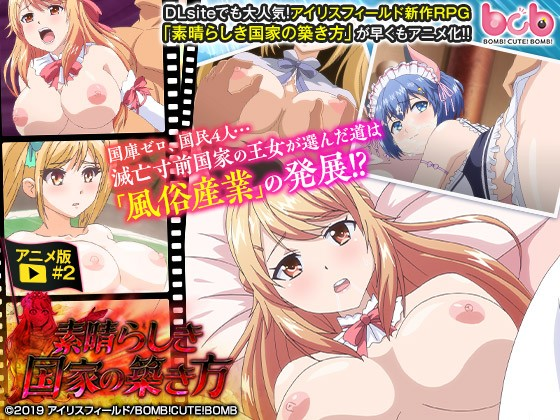 DLsiteでも大人気!アイリスフィールド新作RPG
「素晴らしき国家の築き方」が早くもアニメ化!!
bcb
BOMB! CUTE! BOMB!
国庫ゼロ、国民4人…
滅亡寸前国家の王女が選んだ道は
「風俗産業」の発展!?
アニメ版
#2
素晴らしき
国家の築き方
©2019 アイリスフィールド/BOMB!CUTE!BOMB